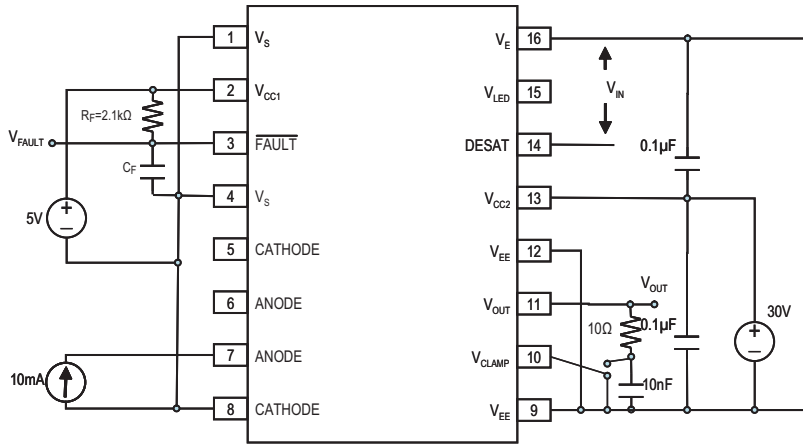 1 V_S
2 V_CC1
3 FAULT
4 V_S
5 CATHODE
6 ANODE
7 ANODE
8 CATHODE
V_E 16
V_LED 15
DESAT 14
V_CC2 13
V_EE 12
V_OUT 11
V_CLAMP 10
V_EE 9
R_F=2.1kΩ
V_FAULT
C_F
5V
+
−
10mA
V_IN
0.1µF
V_OUT
10Ω
0.1µF
10nF
30V
+
−